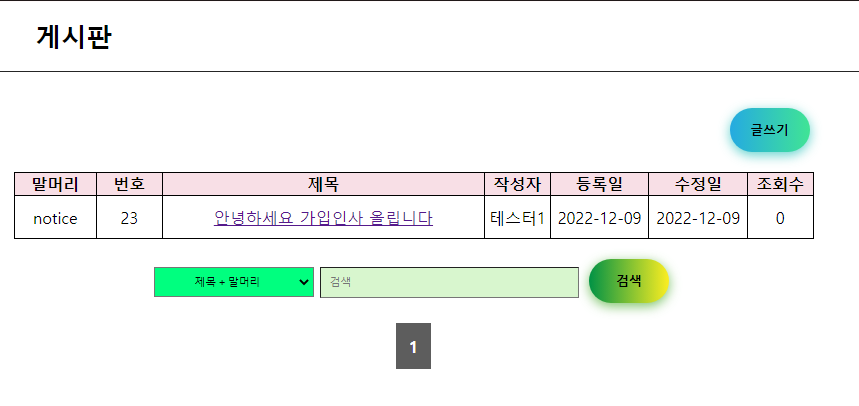 게시판
글쓰기
말머리 번호 제목 작성자 등록일 수정일 조회수
notice 23 안녕하세요 가입인사 올립니다 테스터1 2022-12-09 2022-12-09 0
제목 + 말머리 검색 검색
1